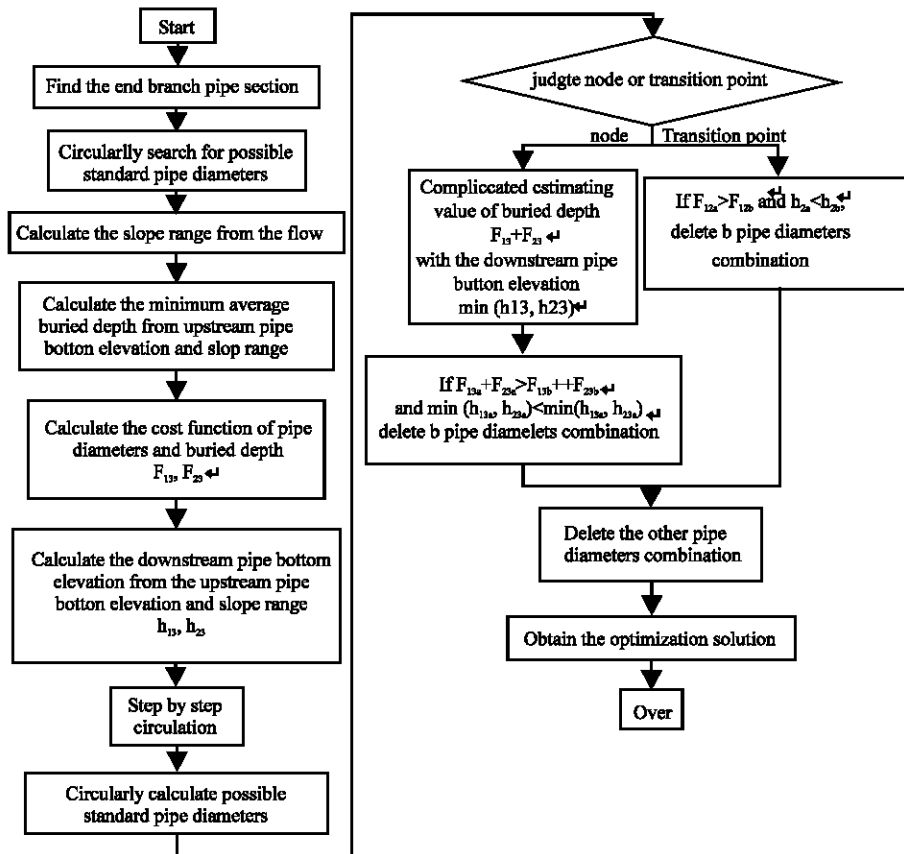 Start
Find the end branch pipe section
Circularlly search for possible
standard pipe diameters
Calculate the slope range from the flow
Calculate the minimum average
buried depth from upstream pipe
botton elevation and slop range
Calculate the cost function of pipe
diameters and buried depth
F₁₃, F₂₃ ↵
Calculate the downstream pipe bottom
elevation from the upstream pipe
botton elevation and slope range
h₁₃, h₂₃
Step by step
circulation
Circularly calculate possible
standard pipe diameters
judgte node or transition point
node
Transition point
Compliccated cstimating
value of buried depth
F₁₃+F₂₃ ↵
with the downstream pipe
button elevation
min (h13, h23)↵
If F₁₃ₐ+F₂₃ₐ>F₁₃b++F₂₃b↵
and min (h₁₃ₐ, h₂₃ₐ)<min(h₁₃ₐ, h₂₃ₐ) ↵
delete b pipe diamelets combination
If F₁₂ₐ>F₁₂b↵ and h₂ₐ<h₂b,↵
delete b pipe diameters
combination
Delete the other pipe
diameters combination
Obtain the optimization solution
Over